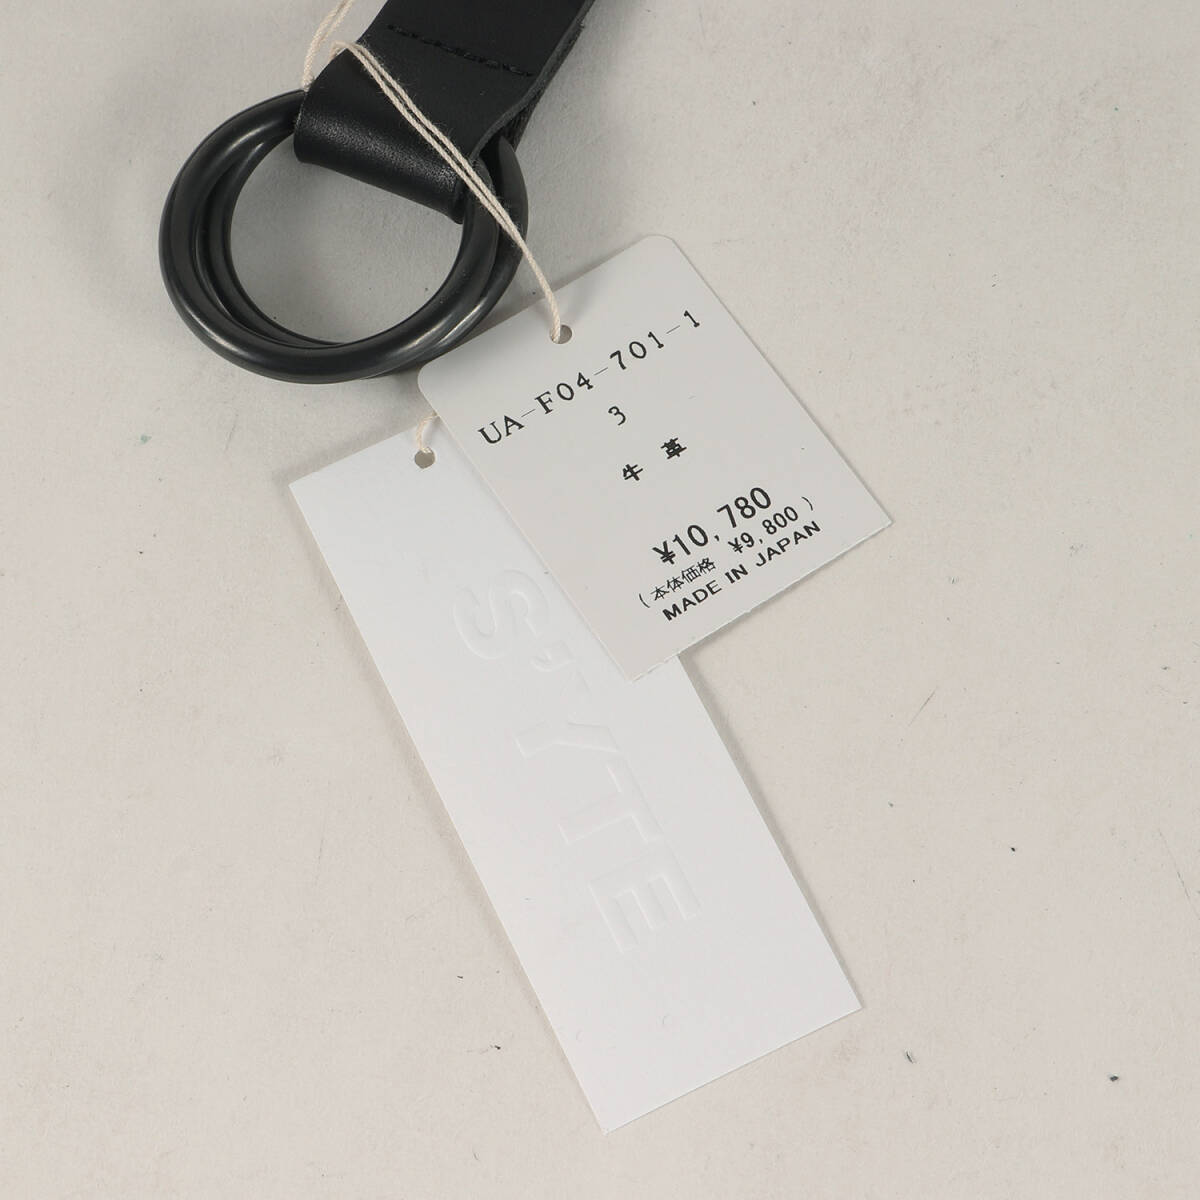 UA-F04-701-1
3
牛革
¥10,780
(本体価格 ¥9,800)
MADE IN JAPAN
S'YTE